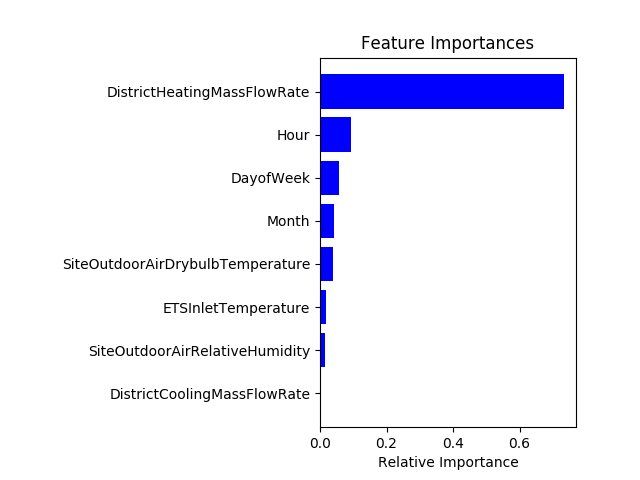 Feature Importances
DistrictHeatingMassFlowRate
Hour
DayofWeek
Month
SiteOutdoorAirDrybulbTemperature
ETSInletTemperature
SiteOutdoorAirRelativeHumidity
DistrictCoolingMassFlowRate
0.0 0.2 0.4 0.6
Relative Importance